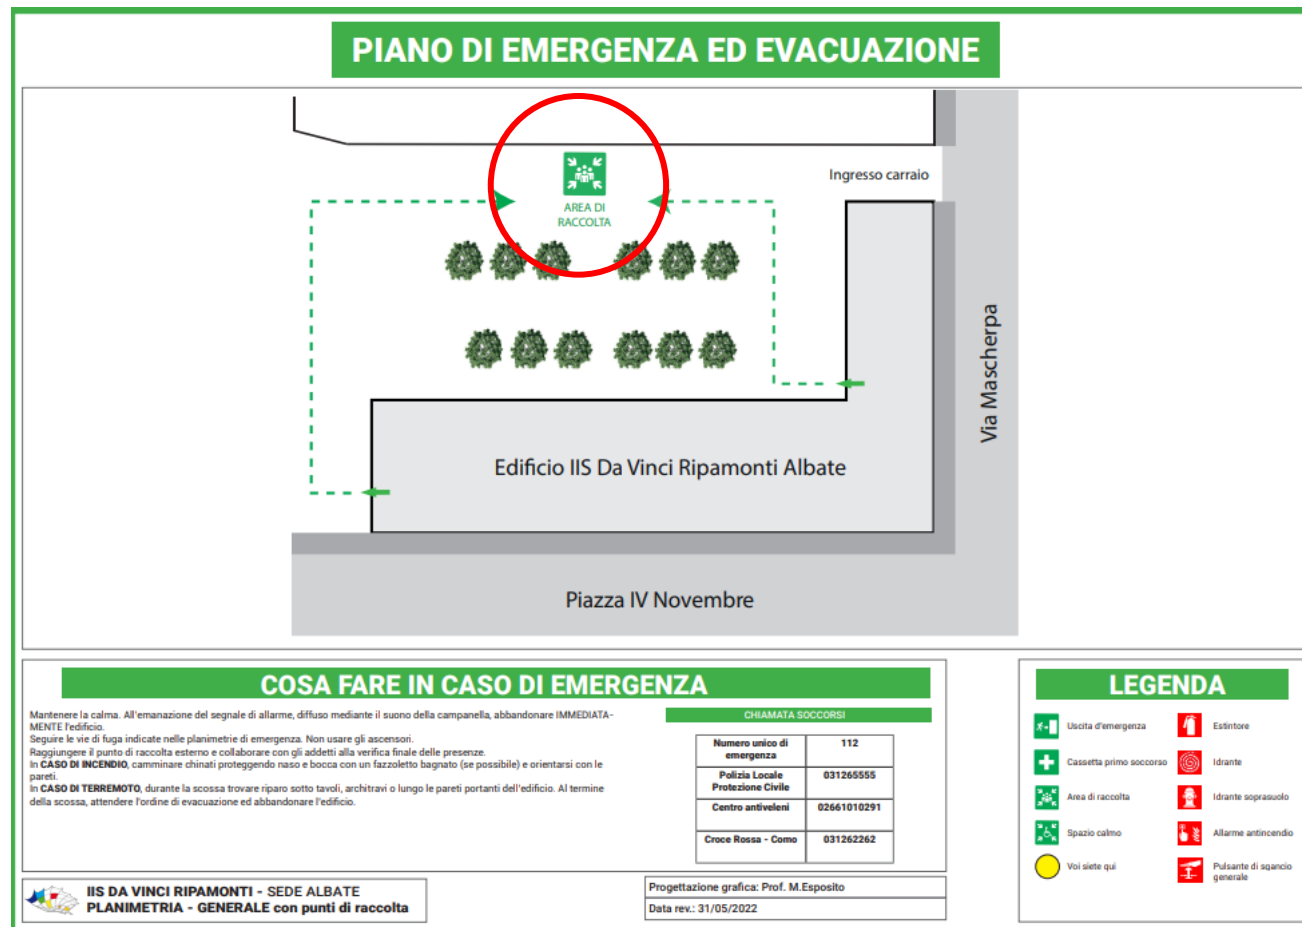 PIANO DI EMERGENZA ED EVACUAZIONE
Ingresso carraio
AREA DI
RACCOLTA
Via Mascherpa
Edificio IIS Da Vinci Ripamonti Albate
Piazza IV Novembre
COSA FARE IN CASO DI EMERGENZA
Mantenere la calma. All'emanazione del segnale di allarme, diffuso mediante il suono della campanella, abbandonare IMMEDIATA-
MENTE l'edificio.
Seguire le vie di fuga indicate nelle planimetrie di emergenza. Non usare gli ascensori.
Raggiungere il punto di raccolta esterno e collaborare con gli addetti alla verifica finale delle presenze.
In CASO DI INCENDIO, camminare chinati proteggendo naso e bocca con un fazzoletto bagnato (se possibile) e orientarsi con le
pareti.
In CASO DI TERREMOTO, durante la scossa trovare riparo sotto tavoli, architravi o lungo le pareti portanti dell'edificio. Al termine
della scossa, attendere l'ordine di evacuazione ed abbandonare l'edificio.
CHIAMATA SOCCORSI
Numero unico di
emergenza
112
Polizia Locale
Protezione Civile
031265555
Centro antiveleni
02661010291
Croce Rossa - Como
031262262
LEGENDA
Uscita d'emergenza
Estintore
Cassetta primo soccorso
Idrante
Area di raccolta
Idrante soprasuolo
Spazio calmo
Allarme antincendio
Voi siete qui
Pulsante di sgancio
generale
IIS DA VINCI RIPAMONTI - SEDE ALBATE
PLANIMETRIA - GENERALE con punti di raccolta
Progettazione grafica: Prof. M.Esposito
Data rev.: 31/05/2022